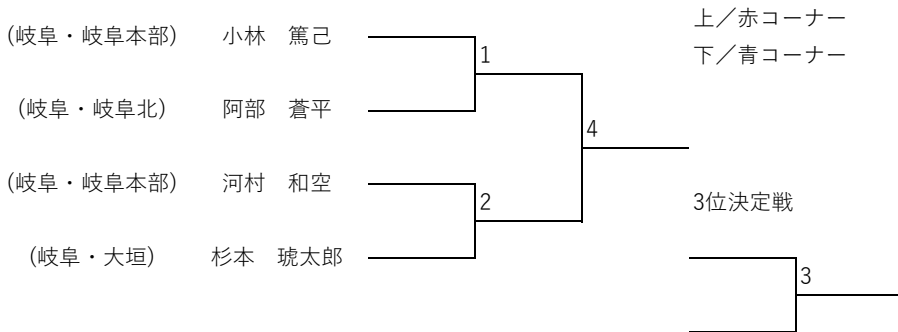 上／赤コーナー
(岐阜・岐阜本部) 小林　篤己
1
下／青コーナー
(岐阜・岐阜北) 阿部　蒼平
4
(岐阜・岐阜本部) 河村　和空
2
3位決定戦
(岐阜・大垣) 杉本　琥太郎
3